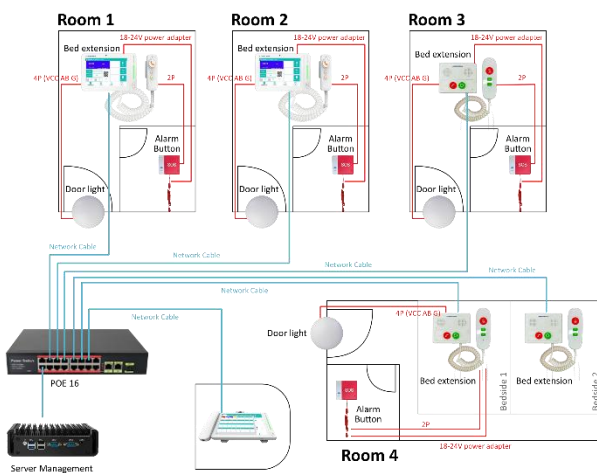 Room 1
Room 2
Room 3
18-24V power adapter
18-24V power adapter
18-24V power adapter
Bed extension
Bed extension
Bed extension
4P (VCC AB G)
2P
4P (VCC AB G)
2P
4P (VCC AB G)
2P
Alarm
Button
Alarm
Button
Alarm
Button
SOS
SOS
SOS
Door light
Door light
Door light
Network Cable
Network Cable
Network Cable
Network Cable
Network Cable
Network Cable
4P (VCC AB G)
Door light
POE 16
Bed extension
Bedside 1
Bed extension
Bedside 2
SOS
Alarm
Button
2P
18-24V power adapter
Room 4
Server Management